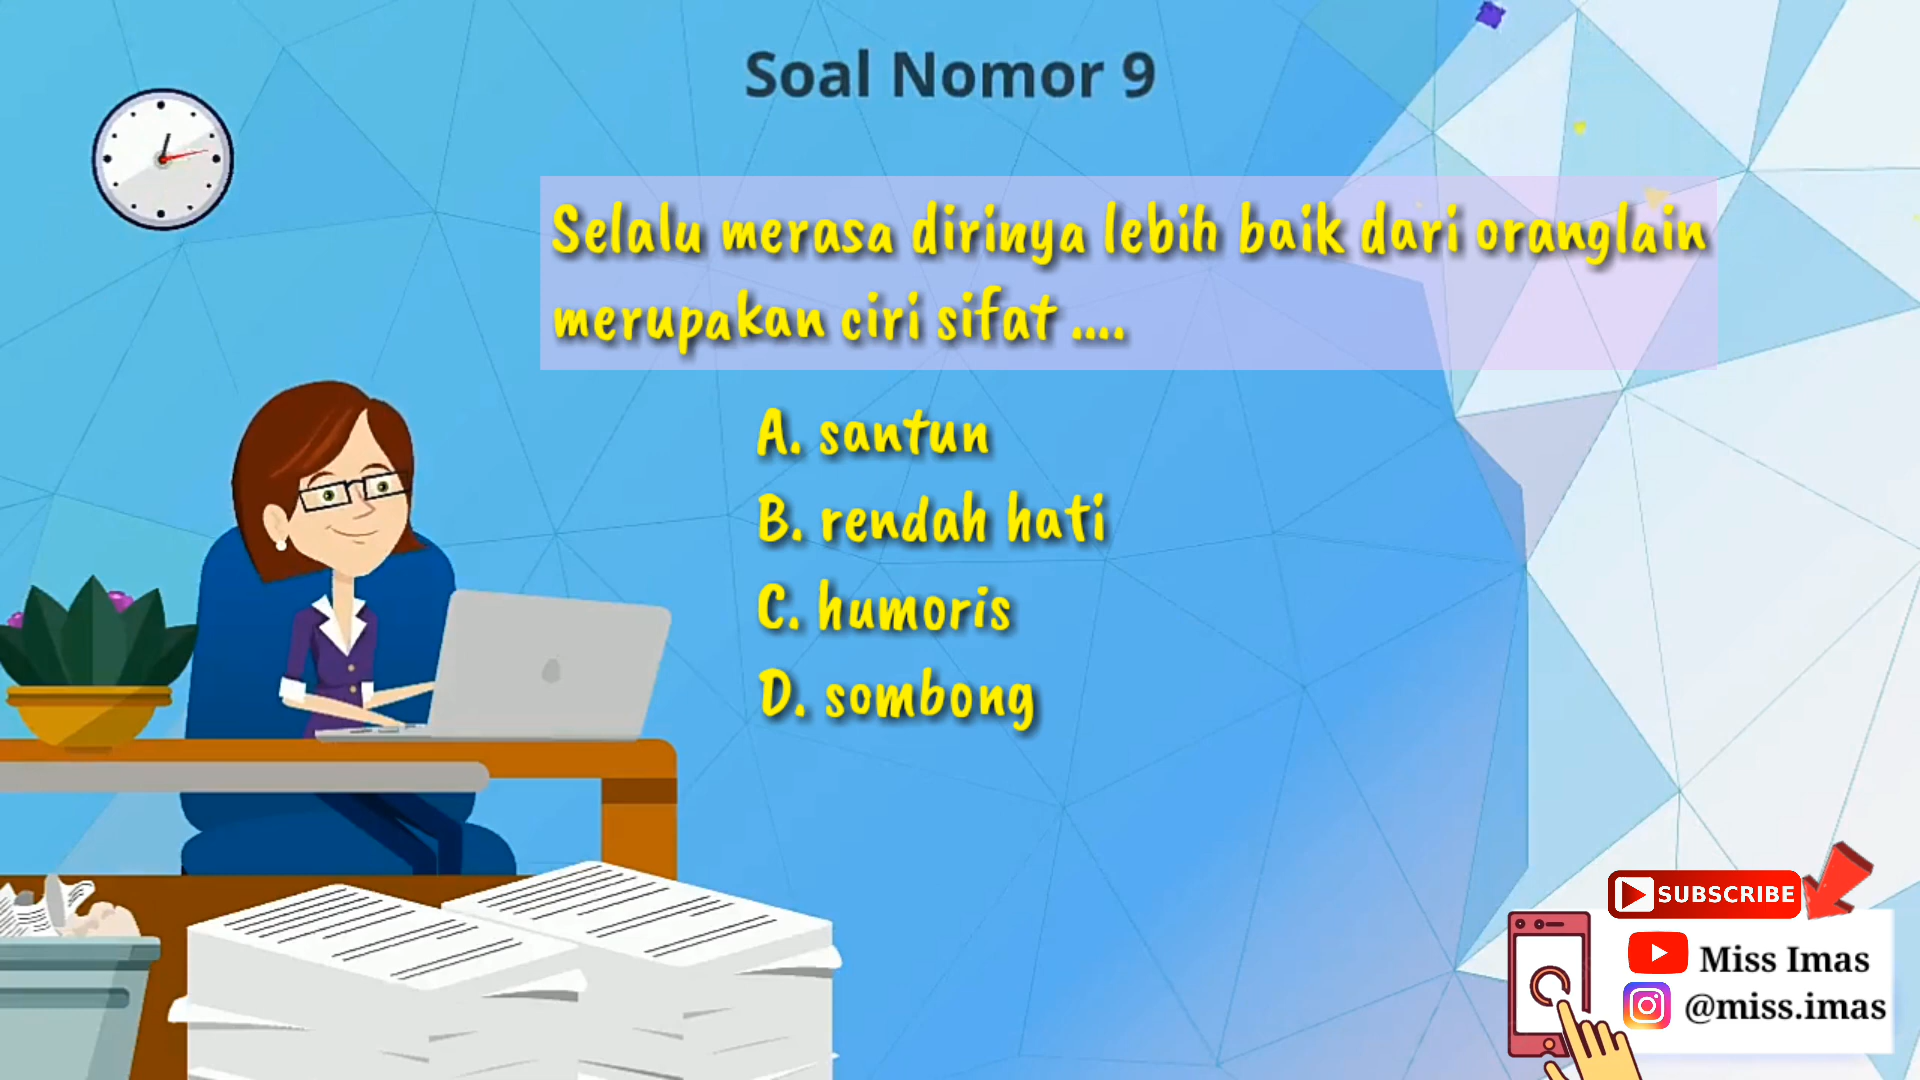 Soal Nomor 9
Selalu merasa dirinya lebih baik dari oranglain
merupakan ciri sifat ....
A. santun
B. rendah hati
C. humoris
D. sombong
SUBSCRIBE
Miss Imas
@miss.imas